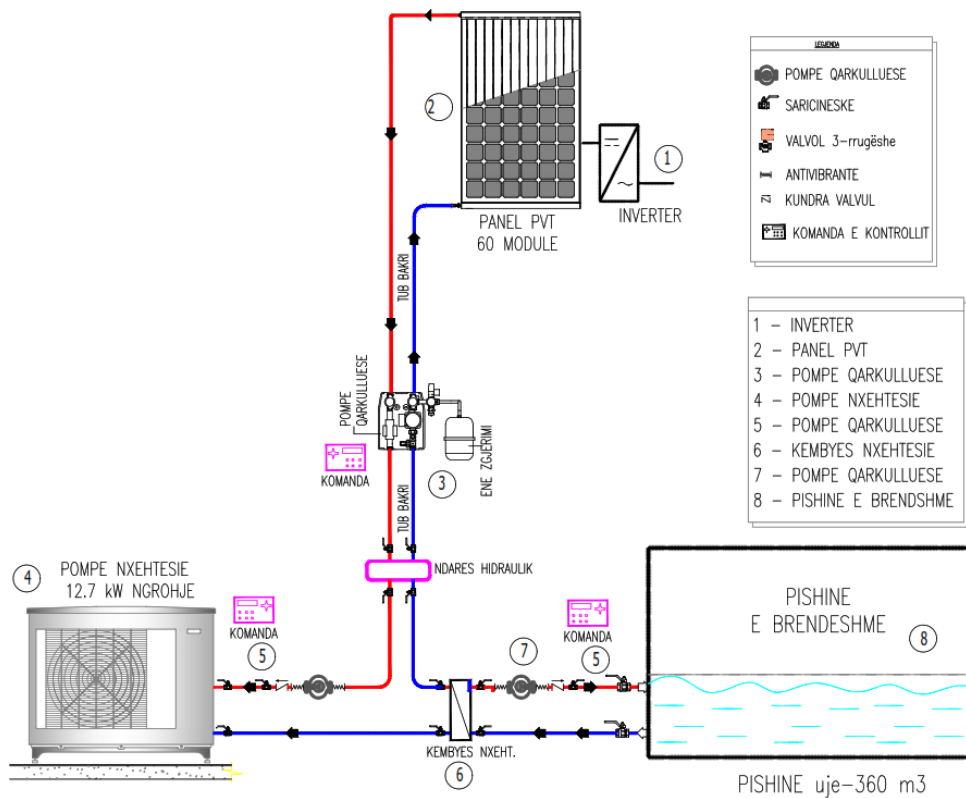 2
1
INVERTER
PANEL PVT
60 MODULE
TUB BAKRI
POMPE
QARKULLUESE
KOMANDA
3
ENE ZGJERIMI
TUB BAKRI
NDARES HIDRAULIK
4
POMPE NXEHTESIE
12.7 kW NGROHJE
KOMANDA
5
7
KOMANDA
5
KEMBYES NXEHT.
6
PISHINE
E BRENDESHME
8
PISHINE uje-360 m3
LEGJENDA
POMPE QARKULLUESE
SARICINESKE
VALVOL 3-rrugëshe
ANTIVIBRANTE
KUNDRA VALVUL
KOMANDA E KONTROLLIT
1 - INVERTER
2 - PANEL PVT
3 - POMPE QARKULLUESE
4 - POMPE NXEHTESIE
5 - POMPE QARKULLUESE
6 - KEMBYES NXEHTESIE
7 - POMPE QARKULLUESE
8 - PISHINE E BRENDSHME